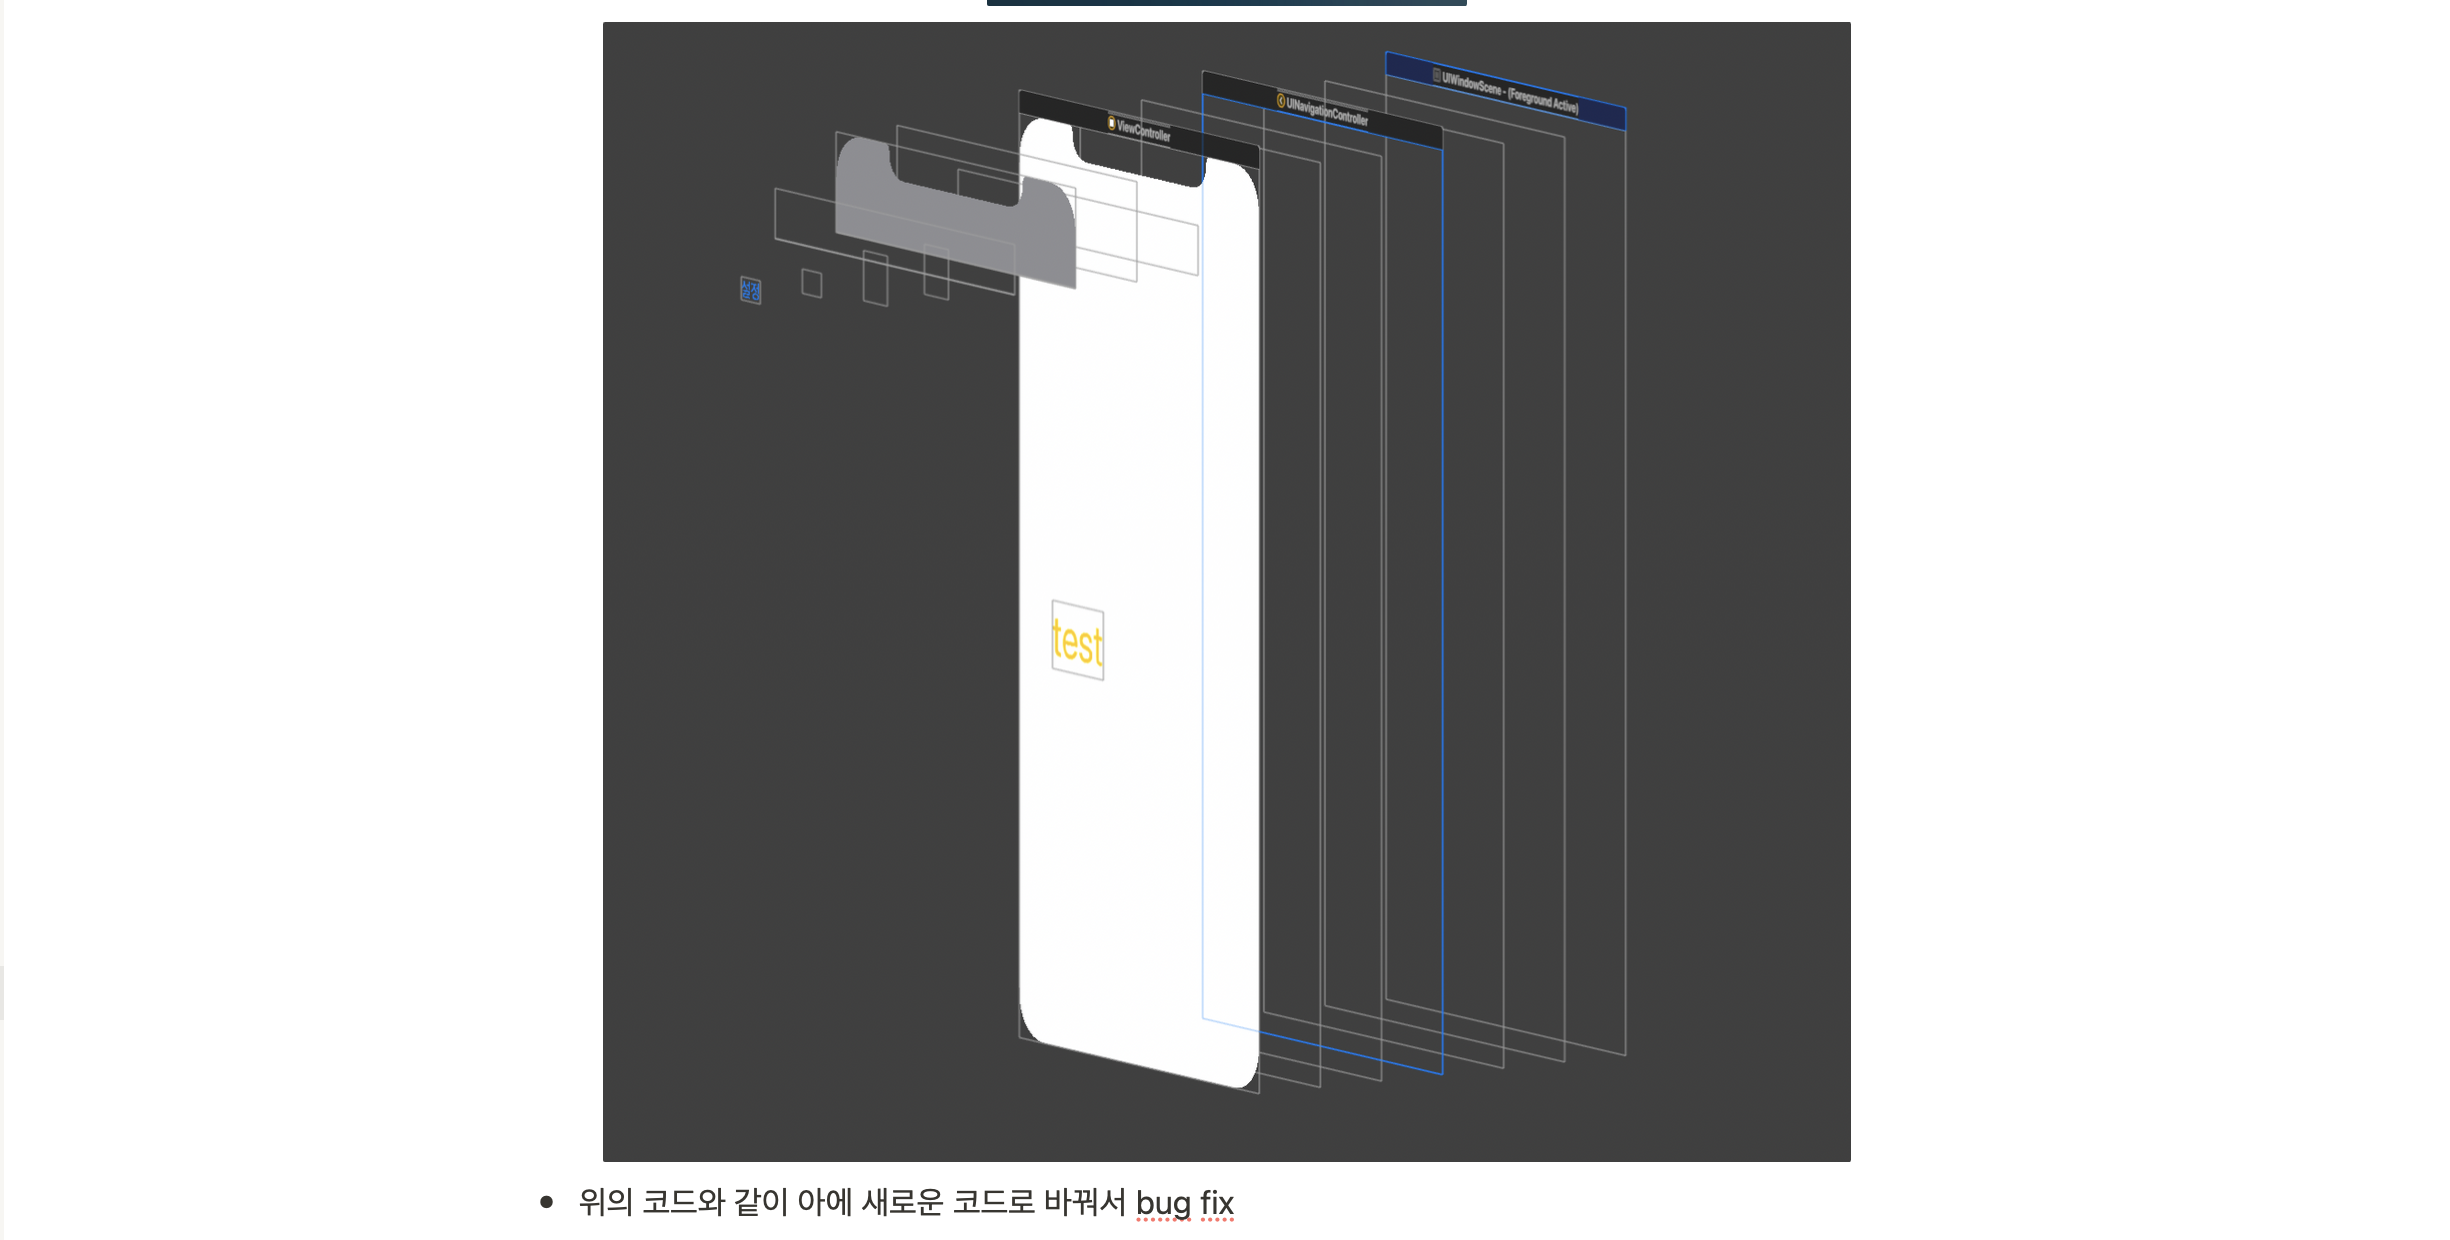 UIWindowScene - (Foreground Active)
UINavigationController
ViewController
설정
test
위의 코드와 같이 아에 새로운 코드로 바꿔서 bug fix